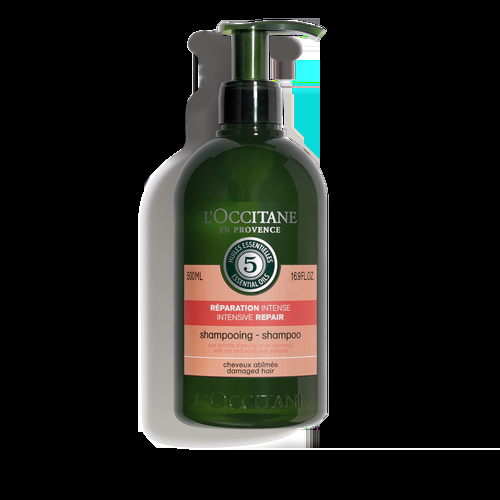 L'OCCITANE
EN PROVENCE
HUILES ESSENTIELLES
5
ESSENTIAL OILS
500ML 16.9FL.OZ.
RÉPARATION INTENSE
INTENSIVE REPAIR
shampooing - shampoo
cheveux abîmés
damaged hair
L'OCCITANE